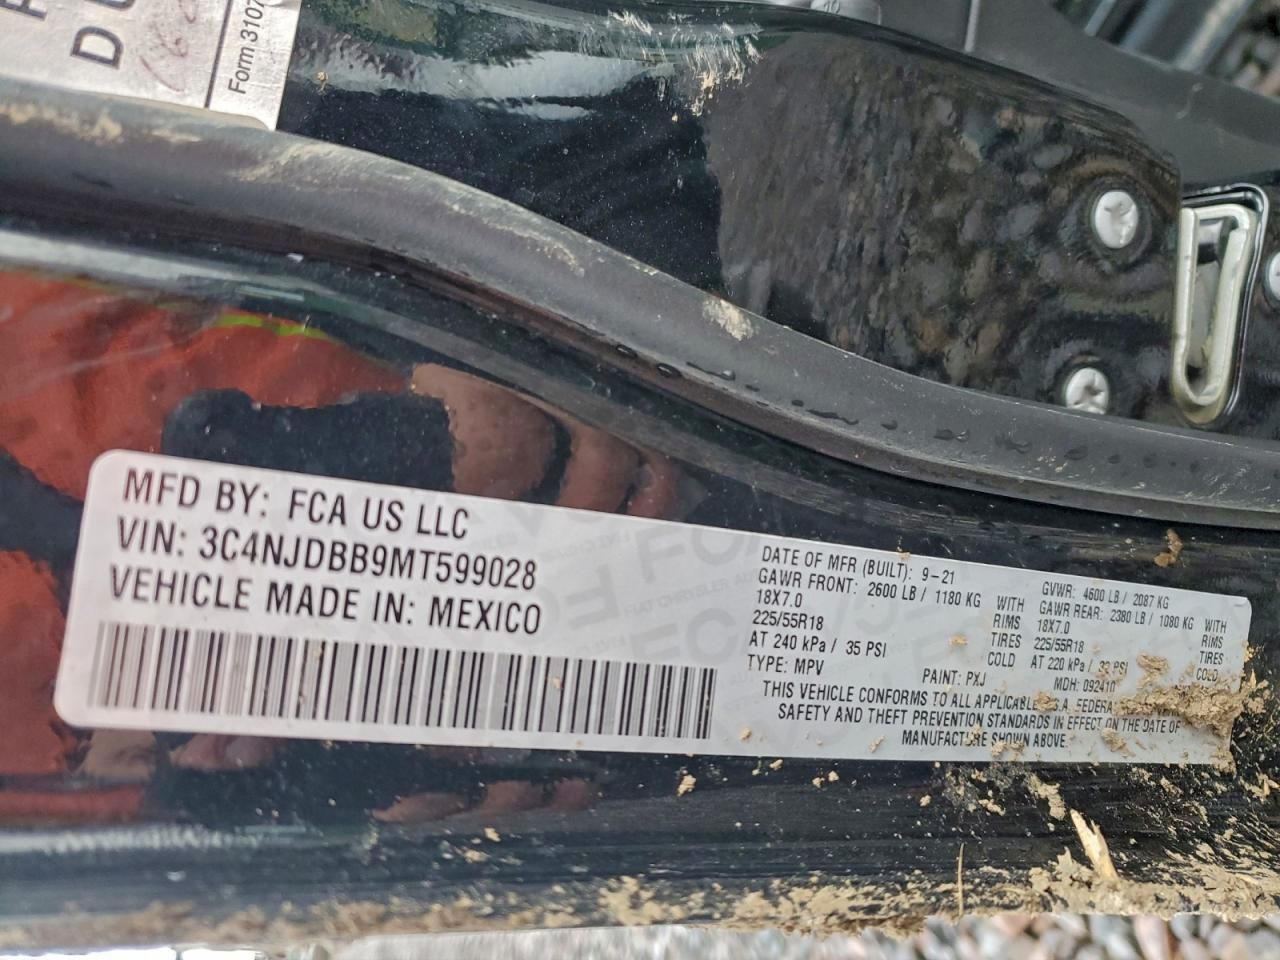 Form 3107
MFD BY: FCA US LLC
VIN: 3C4NJDBB9MT599028
VEHICLE MADE IN: MEXICO
DATE OF MFR (BUILT): 9-21
GAWR FRONT: 2600 LB / 1180 KG WITH
18X7.0 RIMS
225/55R18 TIRES
AT 240 kPa / 35 PSI COLD
TYPE: MPV
PAINT: PXJ
GVWR: 4600 LB / 2087 KG
GAWR REAR: 2380 LB / 1080 KG WITH
18X7.0 RIMS
225/55R18 TIRES
AT 220 kPa / 32 PSI COLD
MDH: 092410
THIS VEHICLE CONFORMS TO ALL APPLICABLE
SAFETY AND THEFT PREVENTION STANDARDS IN EFFECT ON THE DATE OF
MANUFACTURE SHOWN ABOVE.